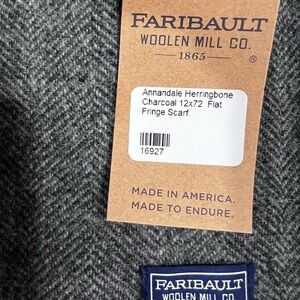 FARIBAULT
WOOLEN MILL CO.
1865
®
Annandale Herringbone
Charcoal 12x72 Flat
Fringe Scarf
16927
MADE IN AMERICA.
MADE TO ENDURE.
FARIBAULT
WOOLEN MILL CO.